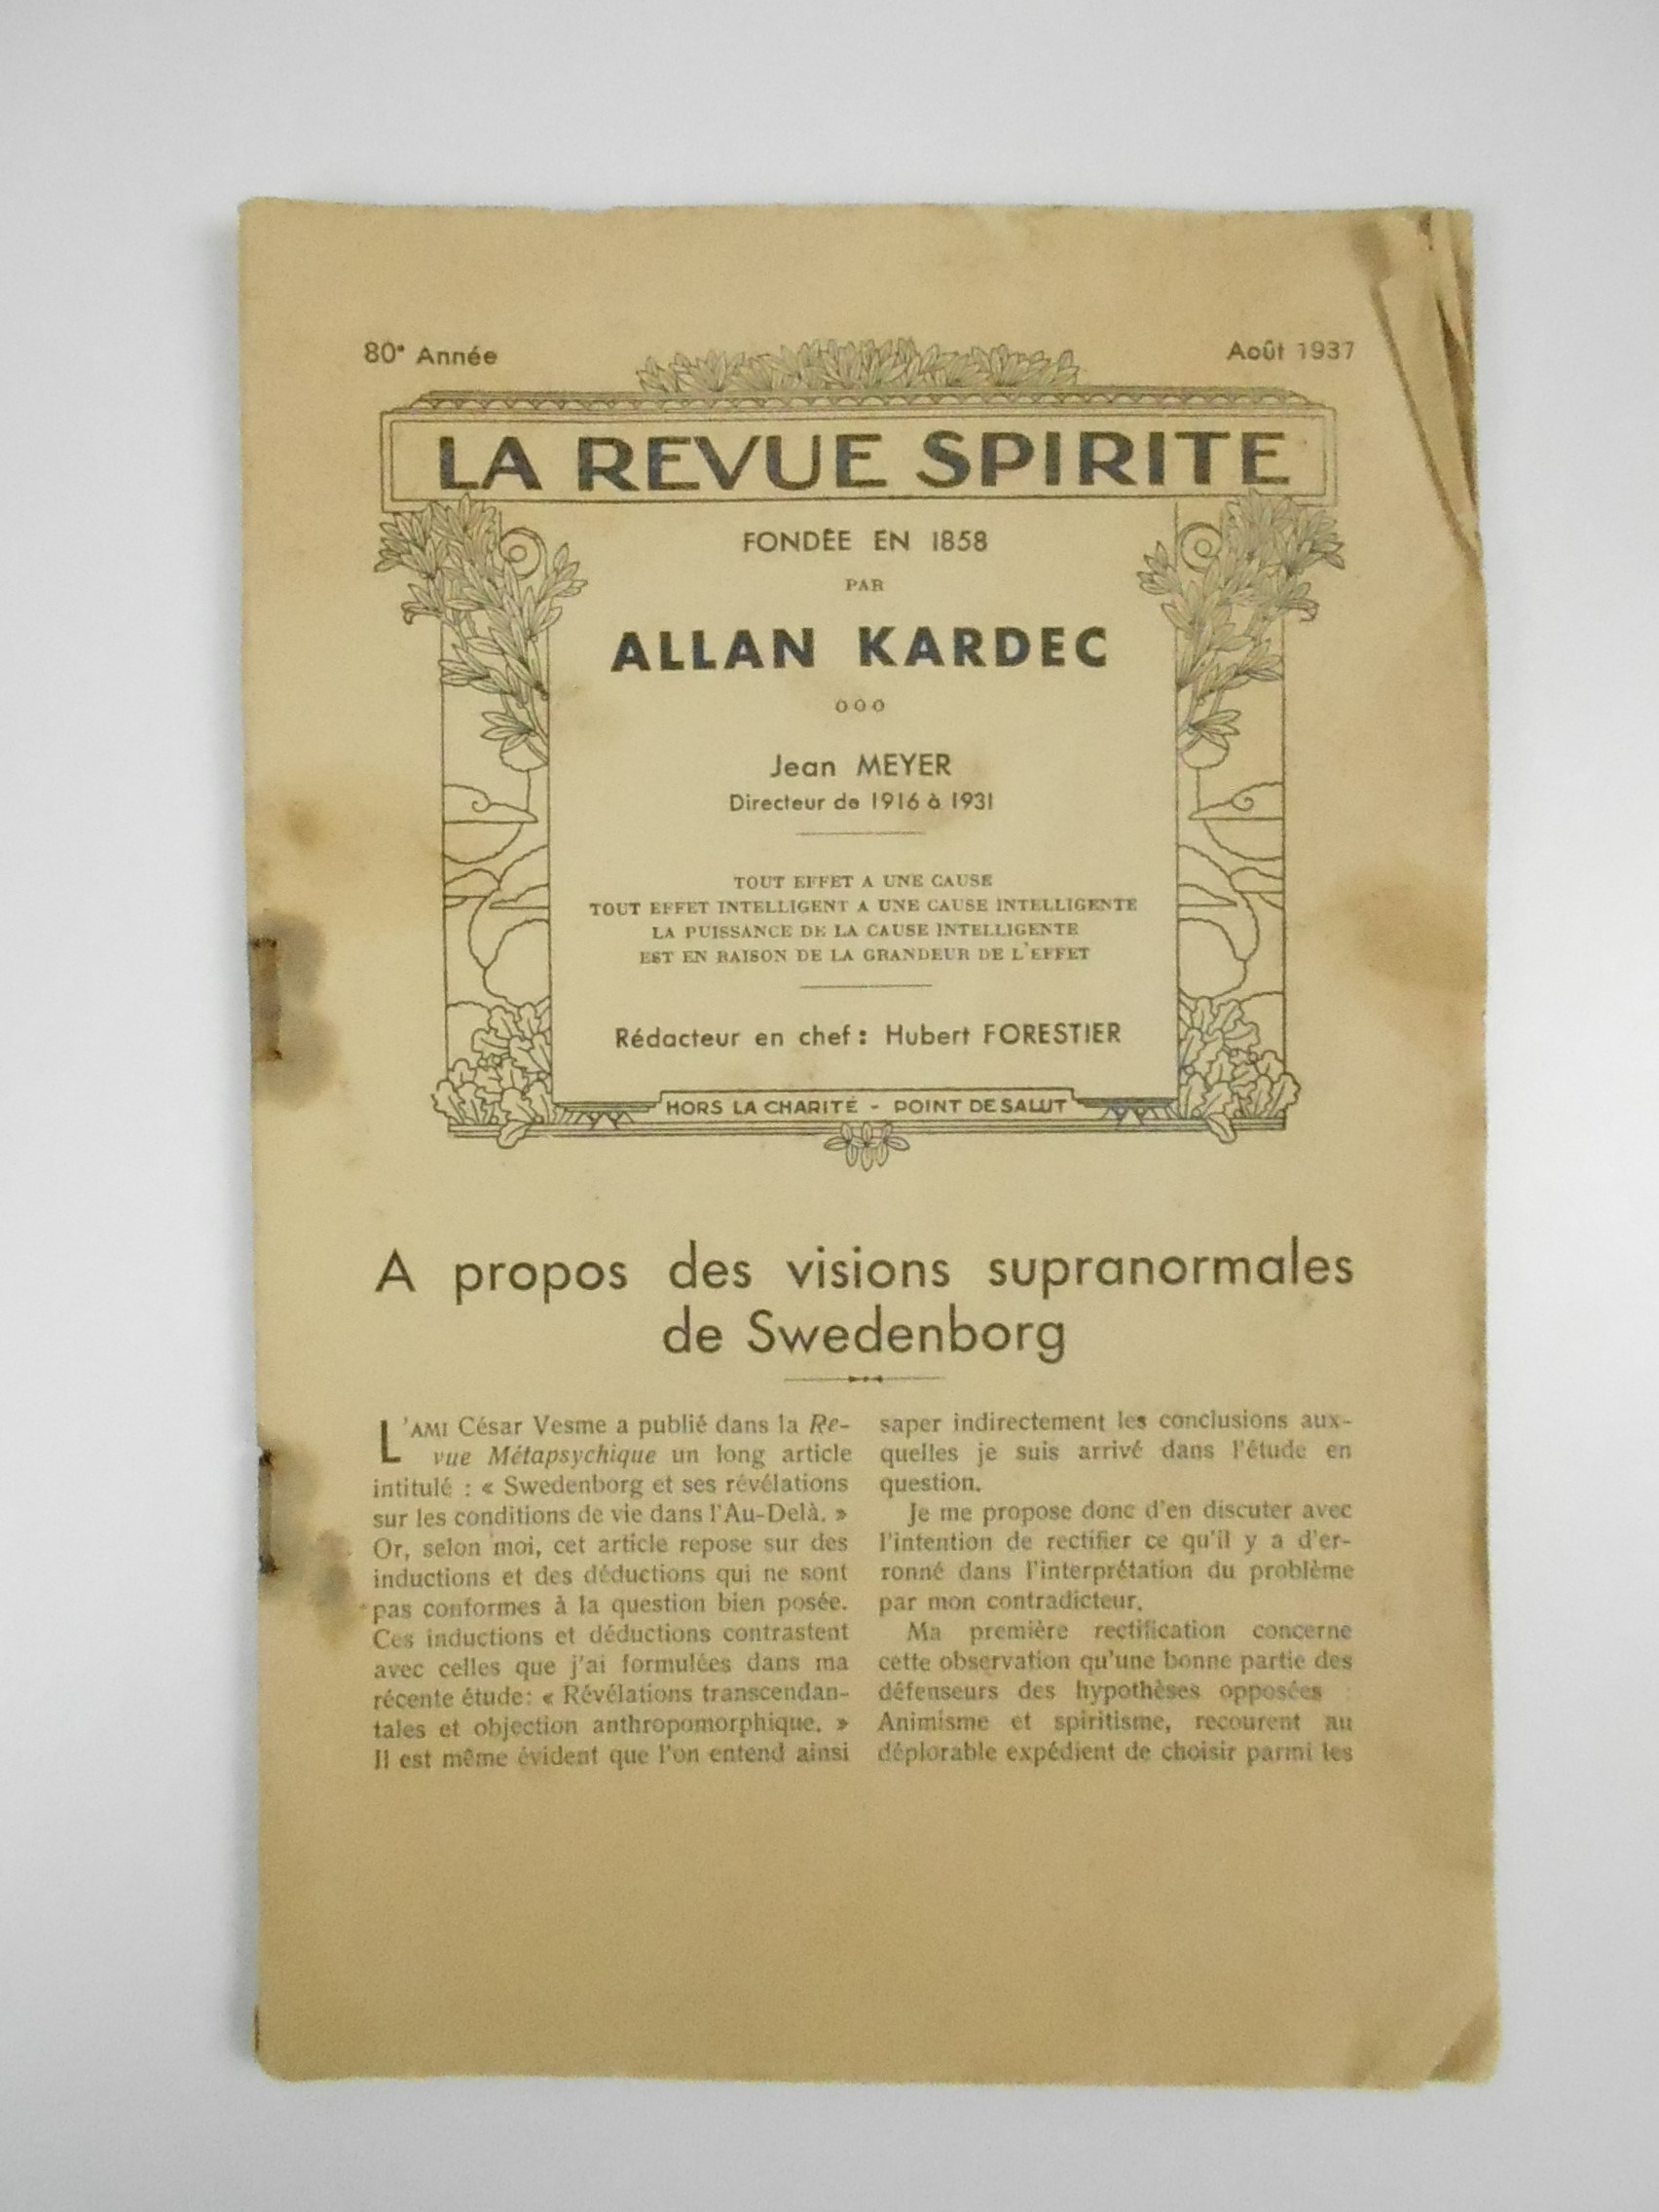 80e Année
Août 1937
LA REVUE SPIRITE
FONDÉE EN 1858
PAR
ALLAN KARDEC
ooo
Jean MEYER
Directeur de 1916 à 1931
TOUT EFFET A UNE CAUSE
TOUT EFFET INTELLIGENT A UNE CAUSE INTELLIGENTE
LA PUISSANCE DE LA CAUSE INTELLIGENTE
EST EN RAISON DE LA GRANDEUR DE L'EFFET
Rédacteur en chef : Hubert FORESTIER
HORS LA CHARITÉ - POINT DE SALUT
A propos des visions supranormales
de Swedenborg
L'AMI César Vesme a publié dans la Re-
vue Métapsychique un long article
intitulé : « Swedenborg et ses révélations
sur les conditions de vie dans l'Au-Delà. »
Or, selon moi, cet article repose sur des
inductions et des déductions qui ne sont
pas conformes à la question bien posée.
Ces inductions et déductions contrastent
avec celles que j'ai formulées dans ma
récente étude: « Révélations transcendan-
tales et objection anthropomorphique. »
Il est même évident que l'on entend ainsi
saper indirectement les conclusions aux-
quelles je suis arrivé dans l'étude en
question.
Je me propose donc d'en discuter avec
l'intention de rectifier ce qu'il y a d'er-
ronné dans l'interprétation du problème
par mon contradicteur.
Ma première rectification concerne
cette observation qu'une bonne partie des
défenseurs des hypothèses opposées :
Animisme et spiritisme, recourent au
déplorable expédient de choisir parmi les